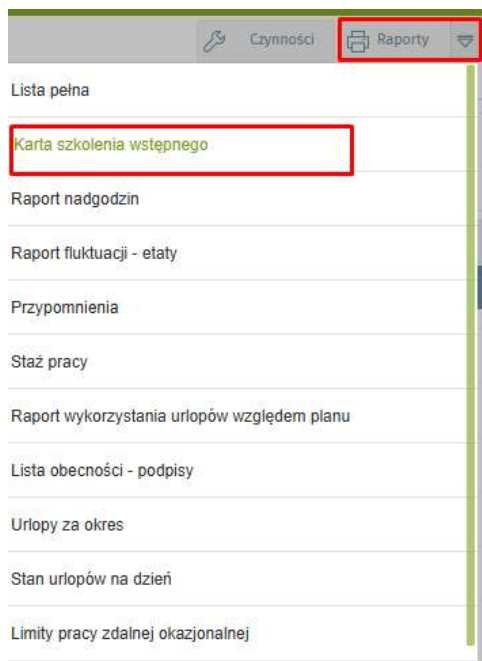 Czynności Raporty
Lista pełna
Karta szkolenia wstępnego
Raport nadgodzin
Raport fluktuacji - etaty
Przypomnienia
Staż pracy
Raport wykorzystania urlopów względem planu
Lista obecności - podpisy
Urlopy za okres
Stan urlopów na dzień
Limity pracy zdalnej okazjonalnej